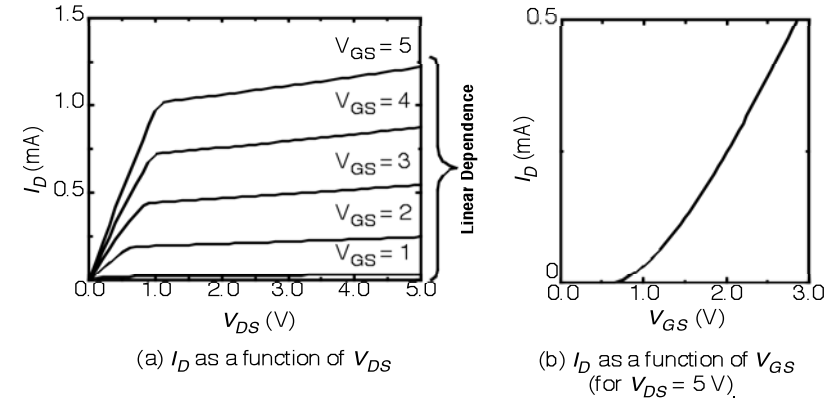 1.5
V_GS = 5
1.0
V_GS = 4
V_GS = 3
0.5
V_GS = 2
V_GS = 1
I_D (mA)
Linear Dependence
0.0 1.0 2.0 3.0 4.0 5.0
V_DS (V)
(a) I_D as a function of V_DS
0.5
I_D (mA)
0
0.0 1.0 2.0 3.0
V_GS (V)
(b) I_D as a function of V_GS
(for V_DS = 5 V).